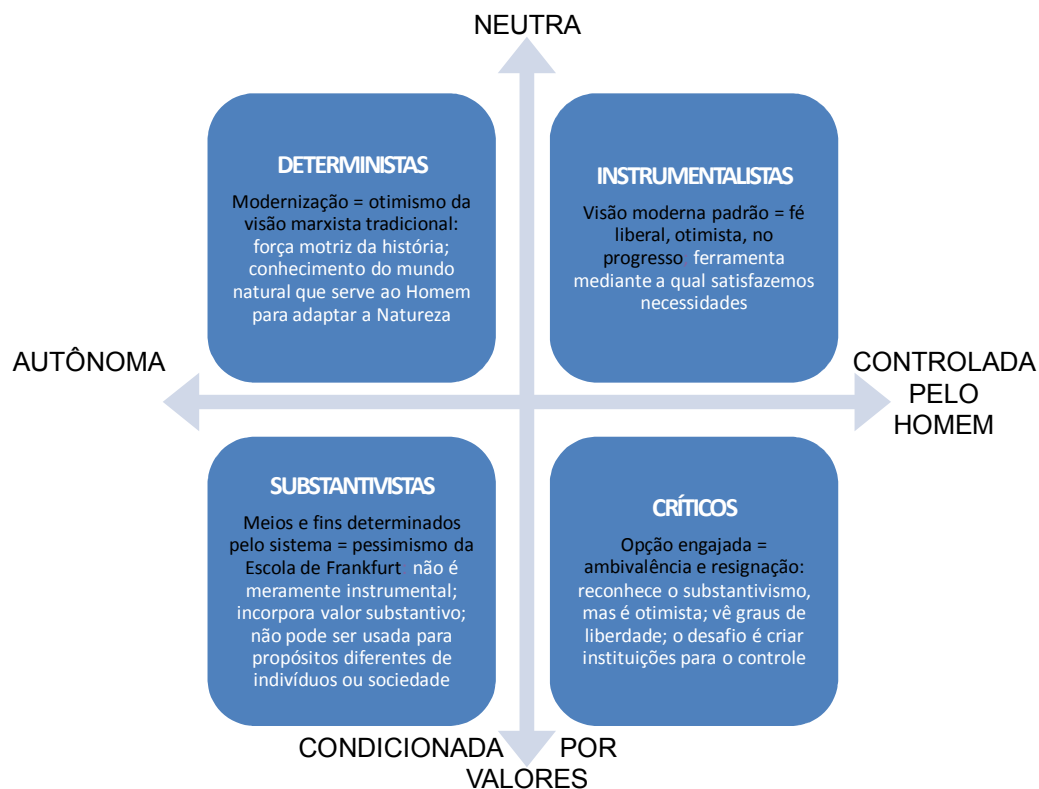 NEUTRA
DETERMINISTAS
Modernização = otimismo da
visão marxista tradicional:
força motriz da história;
conhecimento do mundo
natural que serve ao Homem
para adaptar a Natureza
INSTRUMENTALISTAS
Visão moderna padrão = fé
liberal, otimista, no
progresso ferramenta
mediante a qual satisfazemos
necessidades
AUTÔNOMA
CONTROLADA
PELO
HOMEM
SUBSTANTIVISTAS
Meios e fins determinados
pelo sistema = pessimismo da
Escola de Frankfurt não é
meramente instrumental;
incorpora valor substantivo;
não pode ser usada para
propósitos diferentes de
indivíduos ou sociedade
CRÍTICOS
Opção engajada =
ambivalência e resignação:
reconhece o substantivismo,
mas é otimista; vê graus de
liberdade; o desafio é criar
instituições para o controle
CONDICIONADA POR
VALORES